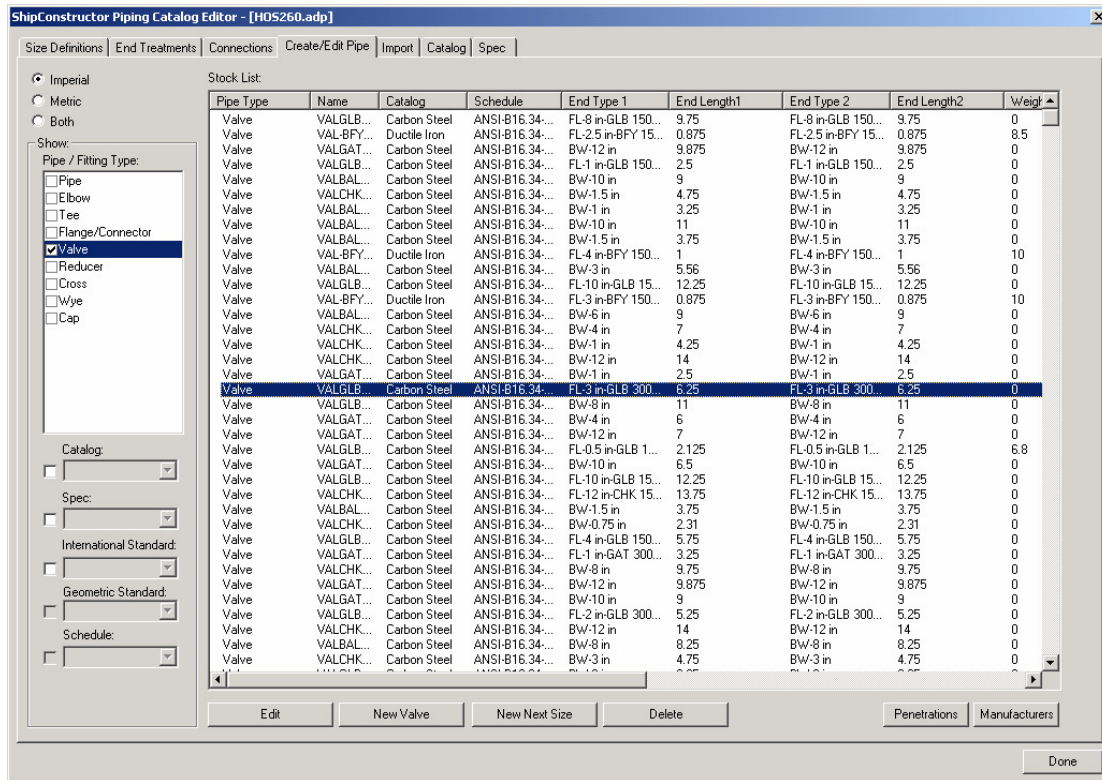 ShipConstructor Piping Catalog Editor - [HOS260.adp]
Size Definitions End Treatments Connections Create/Edit Pipe Import Catalog Spec
Imperial
Metric
Both
Show:
Pipe / Fitting Type:
Pipe
Elbow
Tee
Flange/Connector
Valve
Reducer
Cross
Wye
Cap
Catalog:
Spec:
International Standard:
Geometric Standard:
Schedule:
Stock List:
Pipe Type Name Catalog Schedule End Type 1 End Length1 End Type 2 End Length2 Weigh
Valve VALGLB... Carbon Steel ANSI-B16.34-... FL-8 in-GLB 150... 9.75 FL-8 in-GLB 150... 9.75 0
Valve VAL-BFY... Ductile Iron ANSI-B16.34-... FL-2.5 in-BFY 15... 0.875 FL-2.5 in-BFY 15... 0.875 8.5
Valve VALGAT... Carbon Steel ANSI-B16.34-... BW-12 in 9.875 BW-12 in 9.875 0
Valve VALGLB... Carbon Steel ANSI-B16.34-... FL-1 in-GLB 150... 2.5 FL-1 in-GLB 150... 2.5 0
Valve VALBAL... Carbon Steel ANSI-B16.34-... BW-10 in 9 BW-10 in 9 0
Valve VALCHK... Carbon Steel ANSI-B16.34-... BW-1.5 in 4.75 BW-1.5 in 4.75 0
Valve VALBAL... Carbon Steel ANSI-B16.34-... BW-1 in 3.25 BW-1 in 3.25 0
Valve VALBAL... Carbon Steel ANSI-B16.34-... BW-10 in 11 BW-10 in 11 0
Valve VALBAL... Carbon Steel ANSI-B16.34-... BW-1.5 in 3.75 BW-1.5 in 3.75 0
Valve VAL-BFY... Ductile Iron ANSI-B16.34-... FL-4 in-BFY 150... 1 FL-4 in-BFY 150... 1 10
Valve VALBAL... Carbon Steel ANSI-B16.34-... BW-3 in 5.56 BW-3 in 5.56 0
Valve VALGLB... Carbon Steel ANSI-B16.34-... FL-10 in-GLB 15... 12.25 FL-10 in-GLB 15... 12.25 0
Valve VAL-BFY... Ductile Iron ANSI-B16.34-... FL-3 in-BFY 150... 0.875 FL-3 in-BFY 150... 0.875 10
Valve VALBAL... Carbon Steel ANSI-B16.34-... BW-6 in 9 BW-6 in 9 0
Valve VALCHK... Carbon Steel ANSI-B16.34-... BW-4 in 7 BW-4 in 7 0
Valve VALCHK... Carbon Steel ANSI-B16.34-... BW-1 in 4.25 BW-1 in 4.25 0
Valve VALCHK... Carbon Steel ANSI-B16.34-... BW-12 in 14 BW-12 in 14 0
Valve VALGAT... Carbon Steel ANSI-B16.34-... BW-1 in 2.5 BW-1 in 2.5 0
Valve VALGLB... Carbon Steel ANSI-B16.34-... FL-3 in-GLB 300... 6.25 FL-3 in-GLB 300... 6.25 0
Valve VALGLB... Carbon Steel ANSI-B16.34-... BW-8 in 11 BW-8 in 11 0
Valve VALGAT... Carbon Steel ANSI-B16.34-... BW-4 in 6 BW-4 in 6 0
Valve VALGAT... Carbon Steel ANSI-B16.34-... BW-12 in 7 BW-12 in 7 0
Valve VALGLB... Carbon Steel ANSI-B16.34-... FL-0.5 in-GLB 1... 2.125 FL-0.5 in-GLB 1... 2.125 6.8
Valve VALGAT... Carbon Steel ANSI-B16.34-... BW-10 in 6.5 BW-10 in 6.5 0
Valve VALGLB... Carbon Steel ANSI-B16.34-... FL-10 in-GLB 15... 12.25 FL-10 in-GLB 15... 12.25 0
Valve VALCHK... Carbon Steel ANSI-B16.34-... FL-12 in-CHK 15... 13.75 FL-12 in-CHK 15... 13.75 0
Valve VALBAL... Carbon Steel ANSI-B16.34-... BW-1.5 in 3.75 BW-1.5 in 3.75 0
Valve VALCHK... Carbon Steel ANSI-B16.34-... BW-0.75 in 2.31 BW-0.75 in 2.31 0
Valve VALGLB... Carbon Steel ANSI-B16.34-... FL-4 in-GLB 150... 5.75 FL-4 in-GLB 150... 5.75 0
Valve VALGAT... Carbon Steel ANSI-B16.34-... FL-1 in-GAT 300... 3.25 FL-1 in-GAT 300... 3.25 0
Valve VALCHK... Carbon Steel ANSI-B16.34-... BW-8 in 9.75 BW-8 in 9.75 0
Valve VALGAT... Carbon Steel ANSI-B16.34-... BW-12 in 9.875 BW-12 in 9.875 0
Valve VALGAT... Carbon Steel ANSI-B16.34-... BW-10 in 9 BW-10 in 9 0
Valve VALGLB... Carbon Steel ANSI-B16.34-... FL-2 in-GLB 300... 5.25 FL-2 in-GLB 300... 5.25 0
Valve VALCHK... Carbon Steel ANSI-B16.34-... BW-12 in 14 BW-12 in 14 0
Valve VALBAL... Carbon Steel ANSI-B16.34-... BW-8 in 8.25 BW-8 in 8.25 0
Valve VALCHK... Carbon Steel ANSI-B16.34-... BW-3 in 4.75 BW-3 in 4.75 0
Edit New Valve New Next Size Delete Penetrations Manufacturers
Done